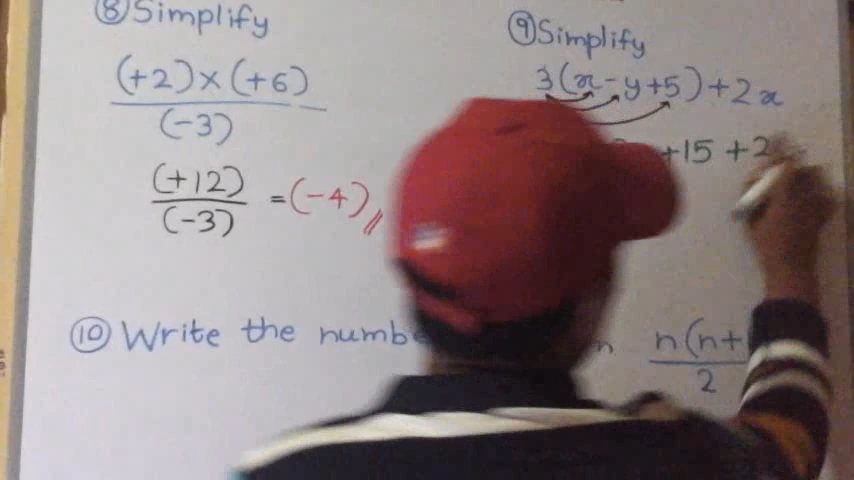 ⑧ Simplify
(+2)×(+6)
(-3)
(+12)
(-3)
=(-4)
⑨ Simplify
3(x-y+5)+2x
+15 +2
⑩ Write the n(n+
2